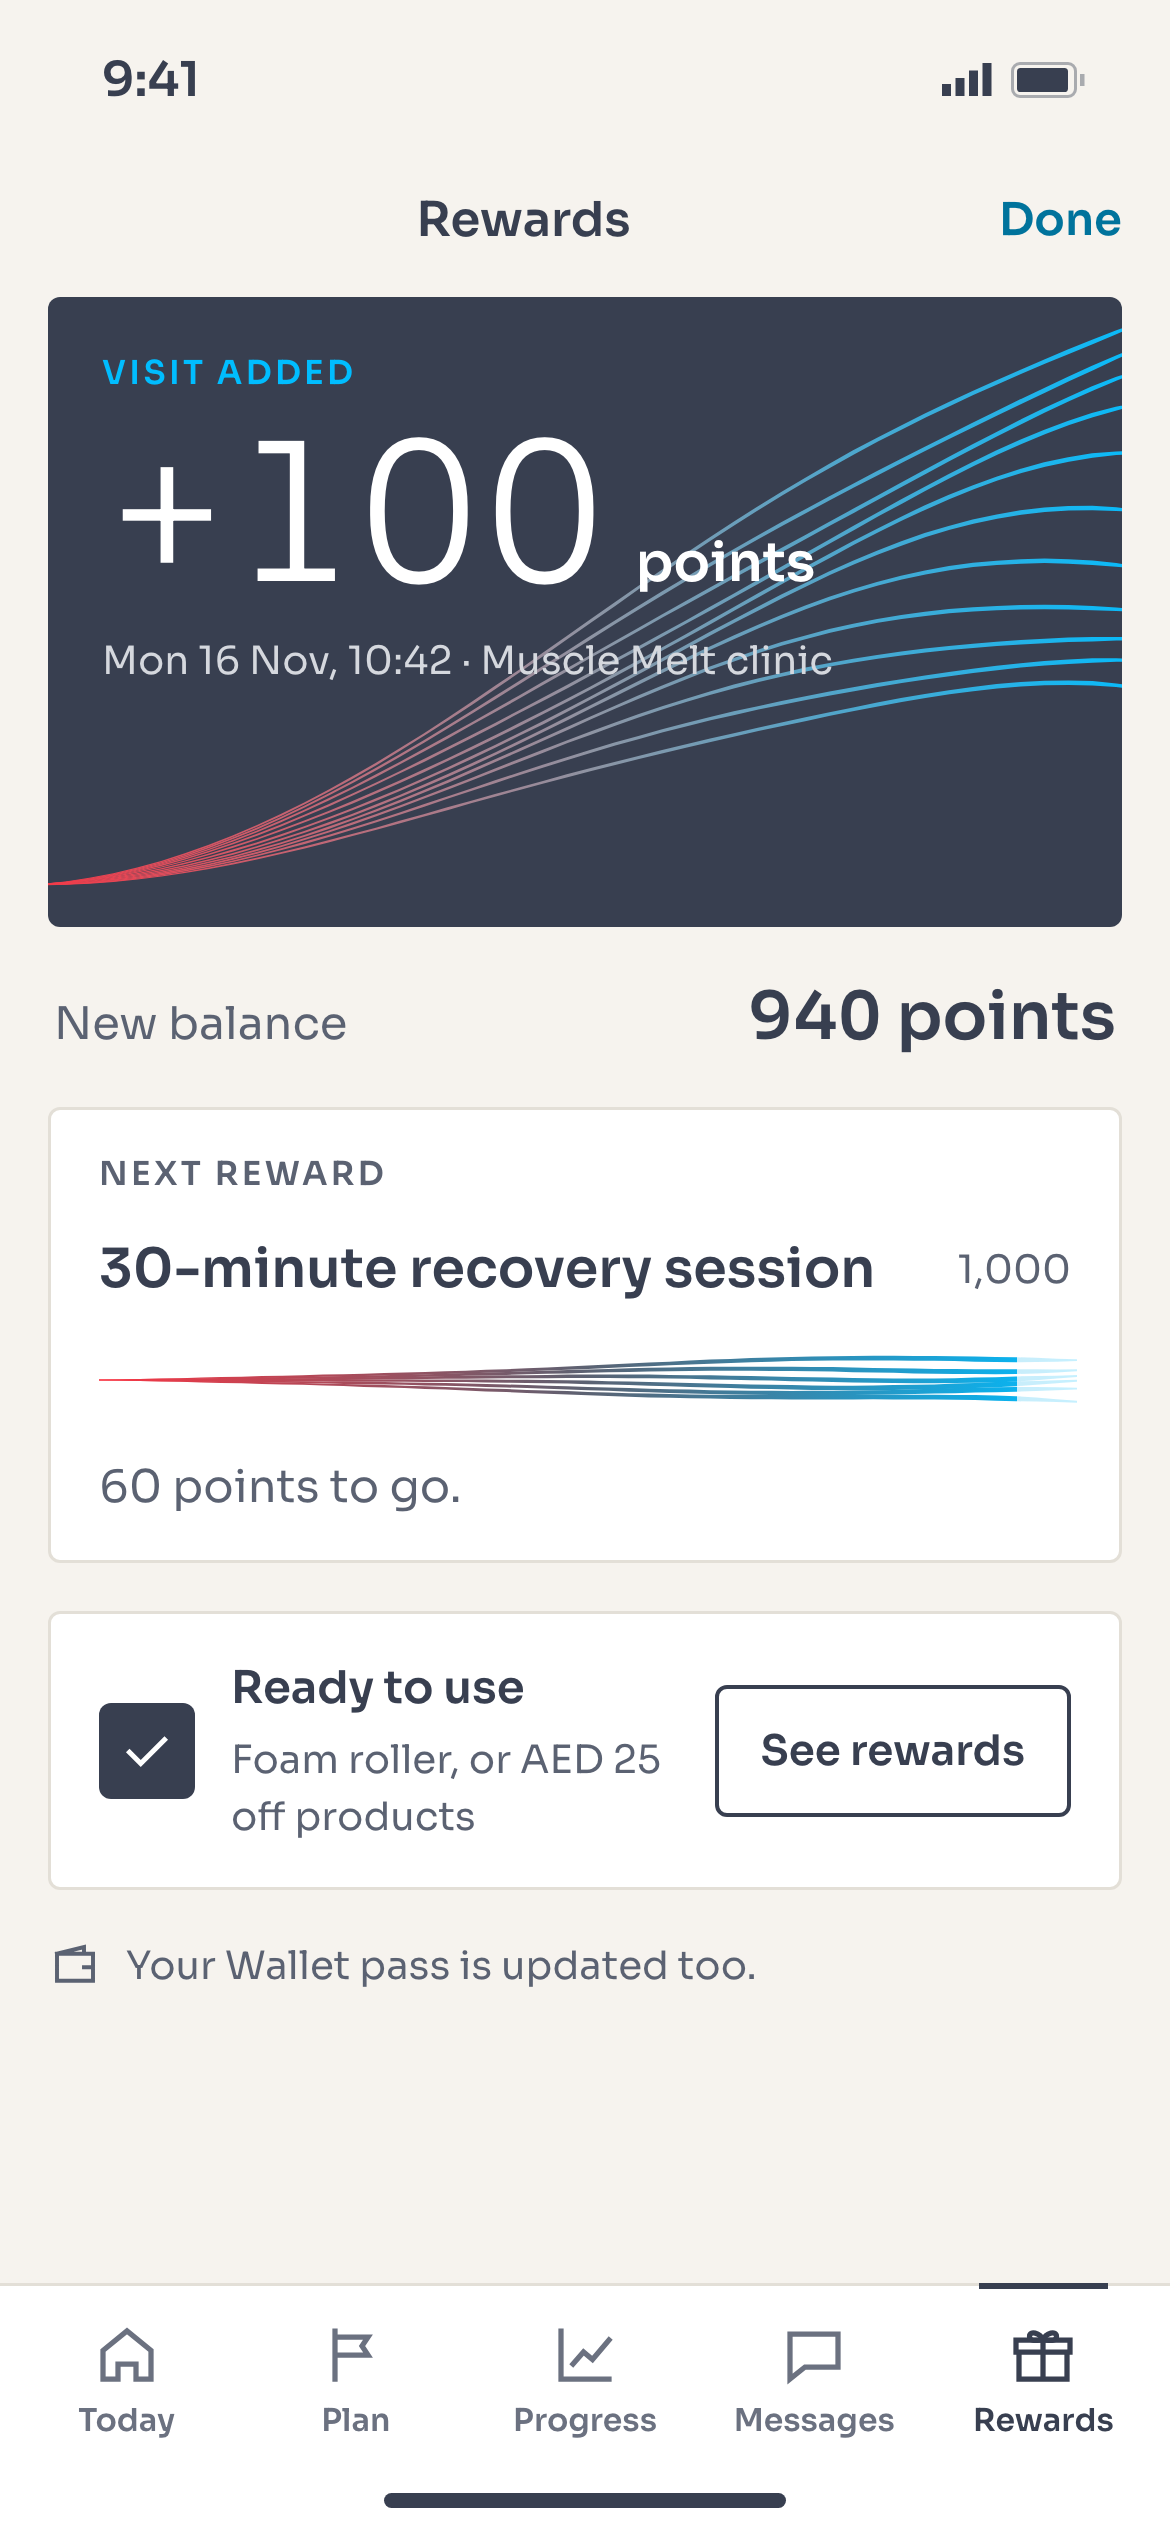 9:41
Rewards
Done
VISIT ADDED
+100 points
Mon 16 Nov, 10:42 · Muscle Melt clinic
New balance
940 points
NEXT REWARD
30-minute recovery session
1,000
60 points to go.
Ready to use
Foam roller, or AED 25
off products
See rewards
Your Wallet pass is updated too.
Today
Plan
Progress
Messages
Rewards